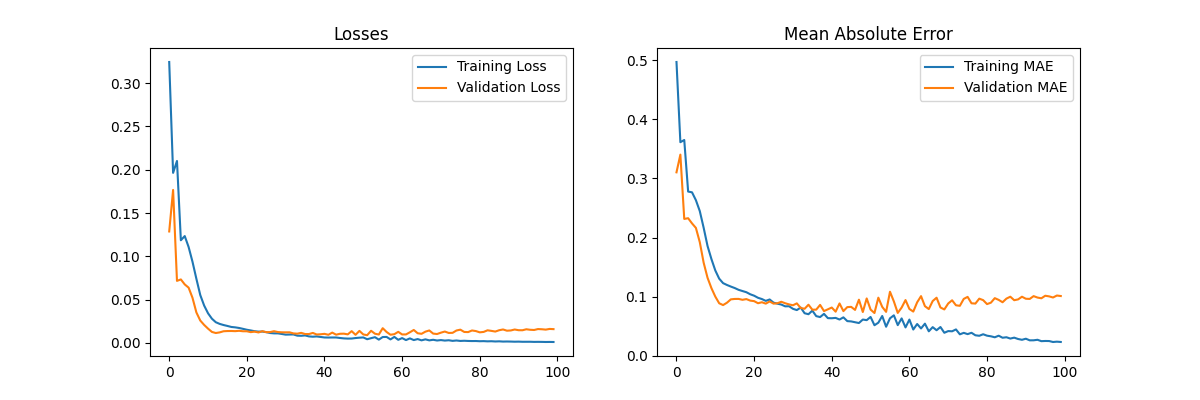 Losses
Training Loss
Validation Loss
0.30
0.25
0.20
0.15
0.10
0.05
0.00
0 20 40 60 80 100
Mean Absolute Error
Training MAE
Validation MAE
0.5
0.4
0.3
0.2
0.1
0.0
0 20 40 60 80 100